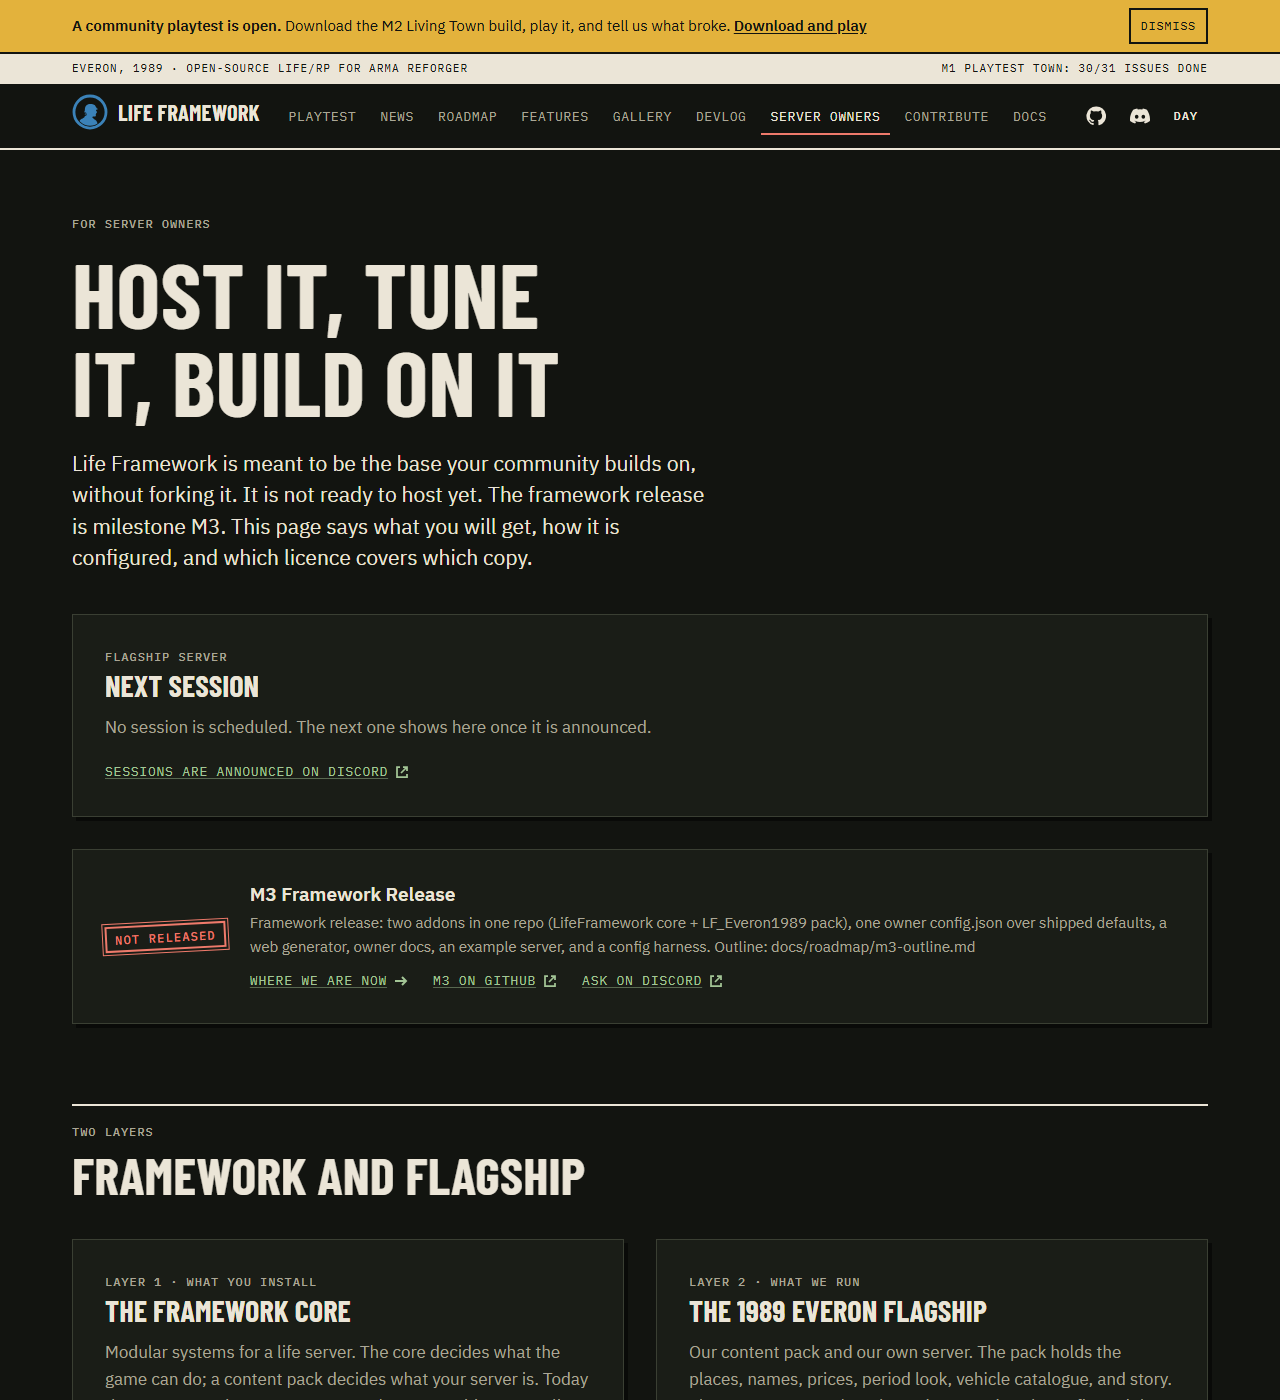 A community playtest is open. Download the M2 Living Town build, play it, and tell us what broke. Download and play
DISMISS
EVERON, 1989 · OPEN-SOURCE LIFE/RP FOR ARMA REFORGER
M1 PLAYTEST TOWN: 30/31 ISSUES DONE
LIFE FRAMEWORK
PLAYTEST NEWS ROADMAP FEATURES GALLERY DEVLOG SERVER OWNERS CONTRIBUTE DOCS DAY
FOR SERVER OWNERS
HOST IT, TUNE
IT, BUILD ON IT
Life Framework is meant to be the base your community builds on,
without forking it. It is not ready to host yet. The framework release
is milestone M3. This page says what you will get, how it is
configured, and which licence covers which copy.
FLAGSHIP SERVER
NEXT SESSION
No session is scheduled. The next one shows here once it is announced.
SESSIONS ARE ANNOUNCED ON DISCORD
NOT RELEASED
M3 Framework Release
Framework release: two addons in one repo (LifeFramework core + LF_Everon1989 pack), one owner config.json over shipped defaults, a
web generator, owner docs, an example server, and a config harness. Outline: docs/roadmap/m3-outline.md
WHERE WE ARE NOW M3 ON GITHUB ASK ON DISCORD
TWO LAYERS
FRAMEWORK AND FLAGSHIP
LAYER 1 · WHAT YOU INSTALL
THE FRAMEWORK CORE
Modular systems for a life server. The core decides what the
game can do; a content pack decides what your server is. Today
LAYER 2 · WHAT WE RUN
THE 1989 EVERON FLAGSHIP
Our content pack and our own server. The pack holds the
places, names, prices, period look, vehicle catalogue, and story.